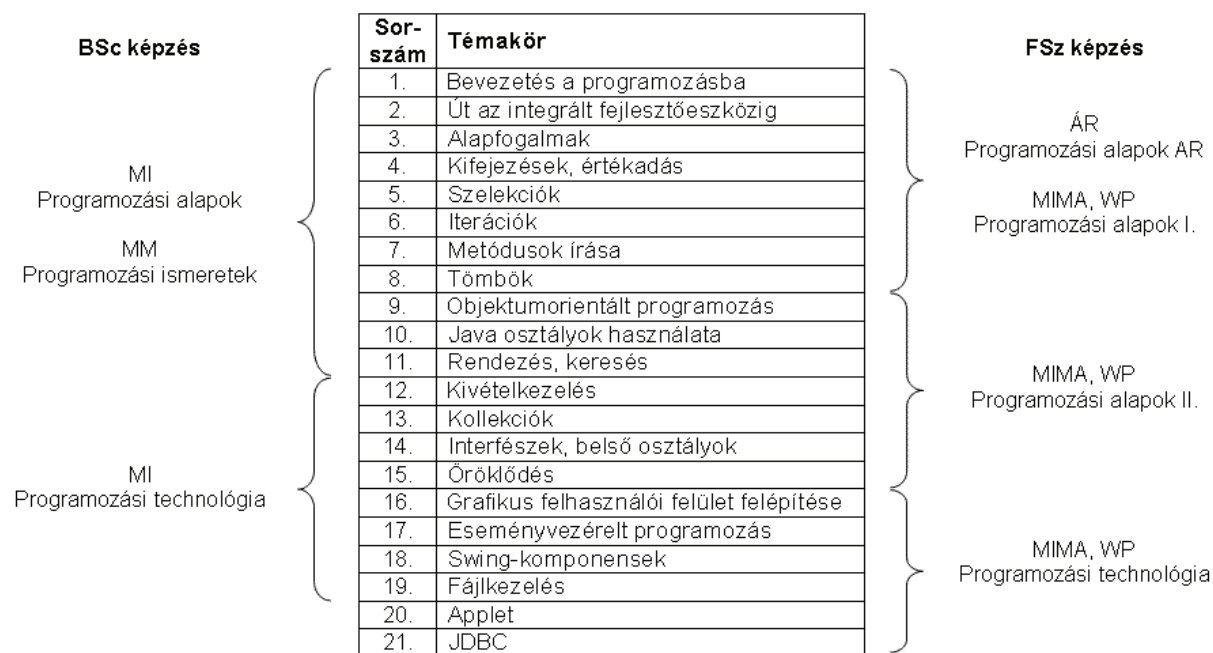 BSc képzés
MI
Programozási alapok
MM
Programozási ismeretek
MI
Programozási technológia
Sor-
szám Témakör
1. Bevezetés a programozásba
2. Út az integrált fejlesztőeszközig
3. Alapfogalmak
4. Kifejezések, értékadás
5. Szelekciók
6. Iterációk
7. Metódusok írása
8. Tömbök
9. Objektumorientált programozás
10. Java osztályok használata
11. Rendezés, keresés
12. Kivételkezelés
13. Kollekciók
14. Interfészek, belső osztályok
15. Öröklődés
16. Grafikus felhasználói felület felépítése
17. Eseményvezérelt programozás
18. Swing-komponensek
19. Fájlkezelés
20. Applet
21. JDBC
FSz képzés
ÁR
Programozási alapok AR
MIMA, WP
Programozási alapok I.
MIMA, WP
Programozási alapok II.
MIMA, WP
Programozási technológia